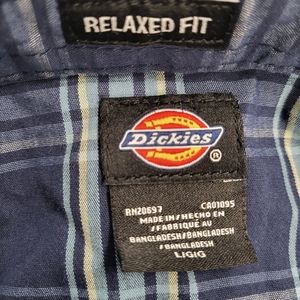 RELAXED FIT
Dickies
®
RN20697 CA01095
MADE IN/HECHO EN
/FABRIQUÉ AU
BANGLADESH/BANGLADESH
/BANGLADESH
L/G/G